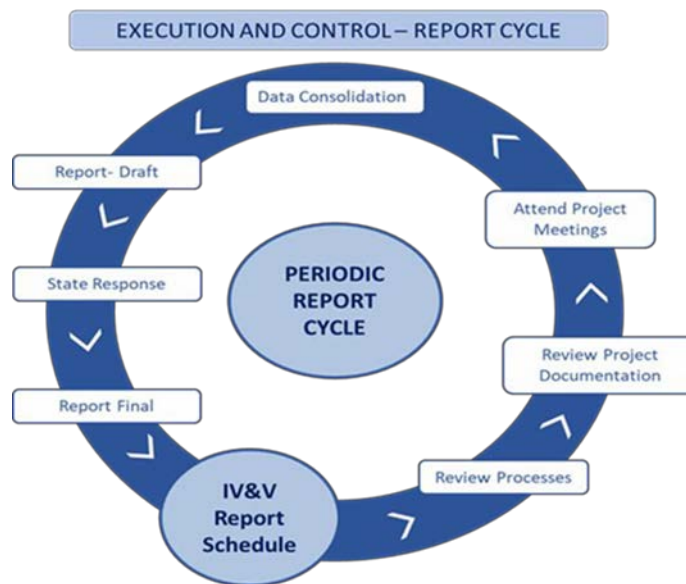 EXECUTION AND CONTROL – REPORT CYCLE
Data Consolidation
Report- Draft
State Response
Report Final
IV&V
Report
Schedule
Review Processes
Review Project
Documentation
Attend Project
Meetings
PERIODIC
REPORT
CYCLE